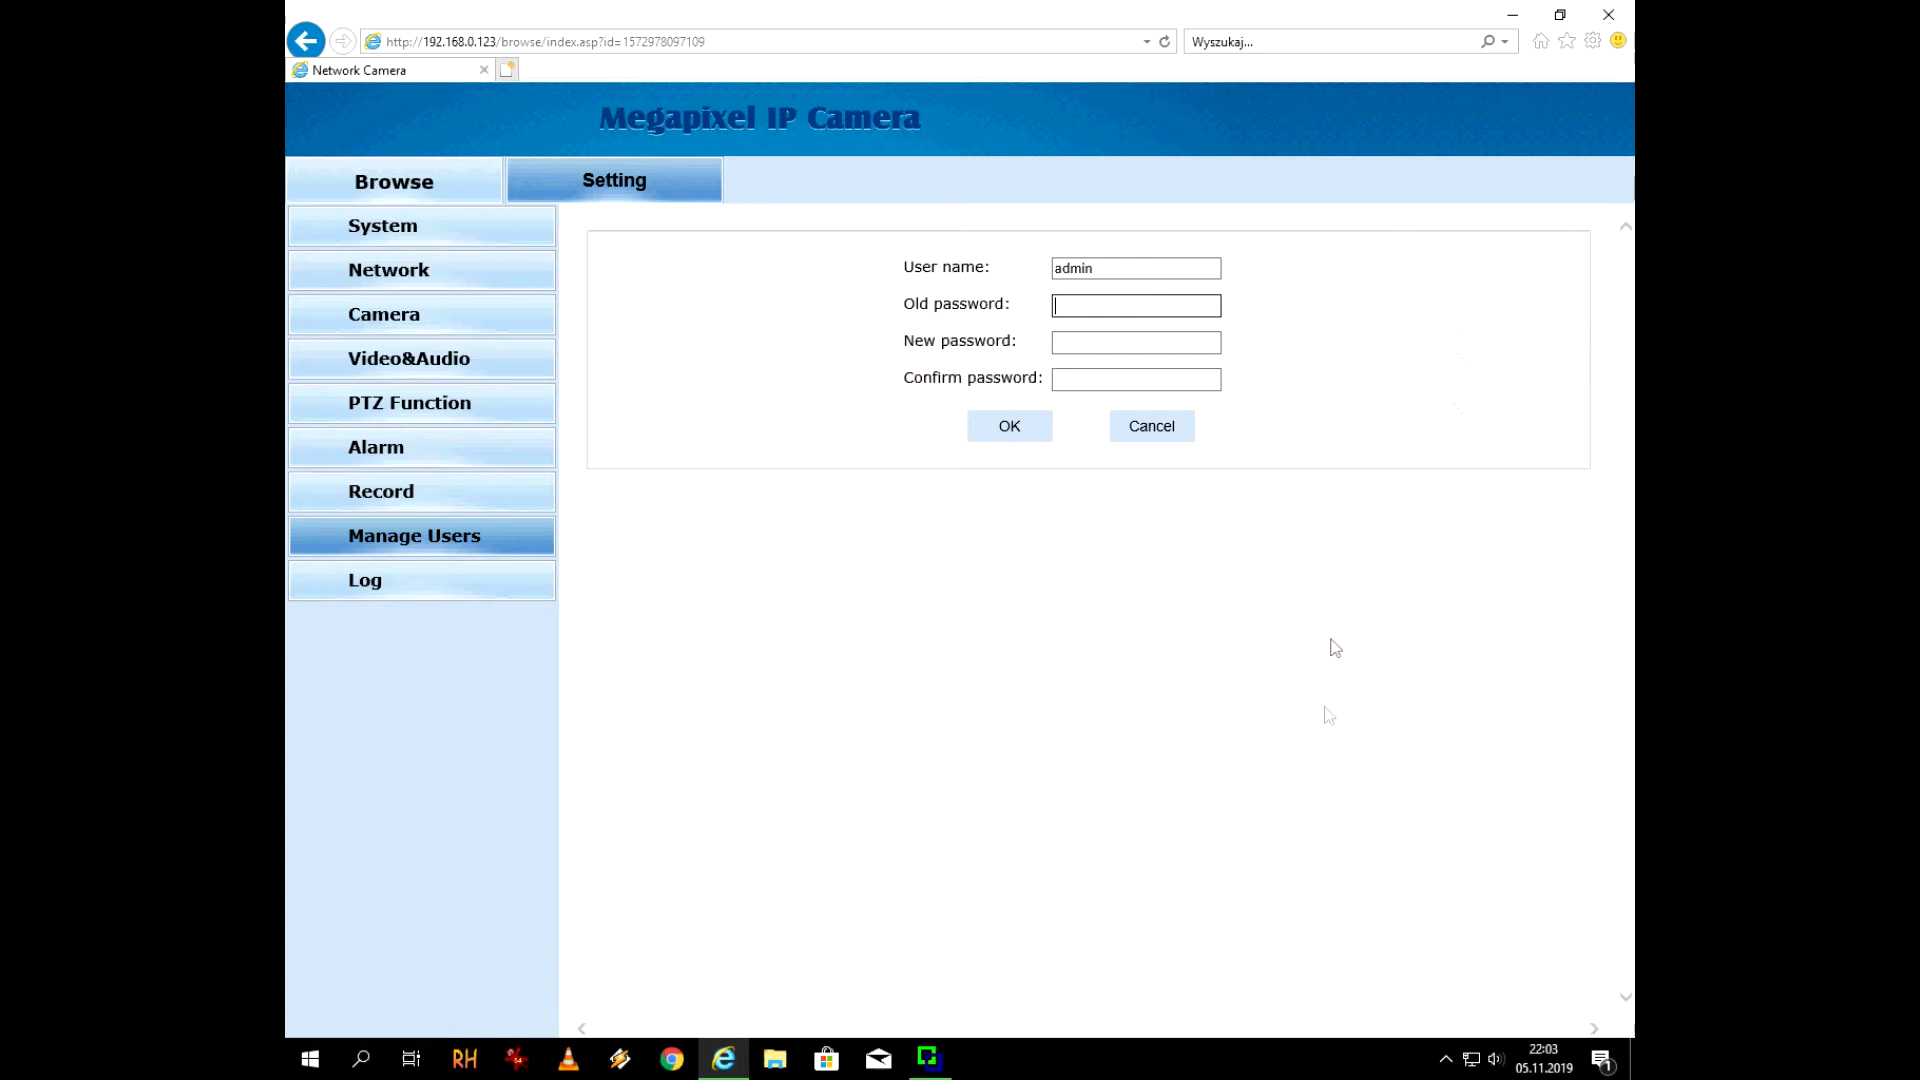 http://192.168.0.123/browse/index.asp?id=1572978097109
Wyszukaj...
Network Camera
Megapixel IP Camera
Browse
Setting
System
Network
Camera
Video&Audio
PTZ Function
Alarm
Record
Manage Users
Log
User name: admin
Old password:
New password:
Confirm password:
OK
Cancel
RH
64
22:03
05.11.2019
1